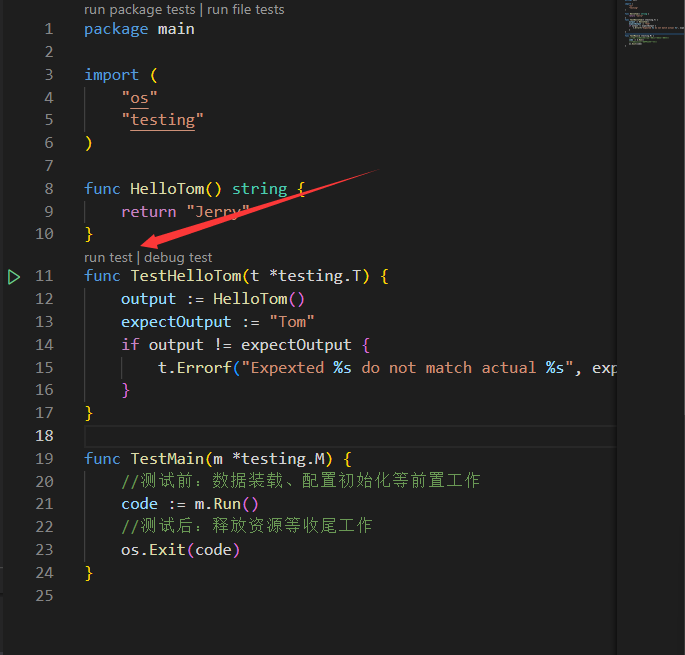 run package tests | run file tests
1 package main
2
3 import (
4 "os"
5 "testing"
6 )
7
8 func HelloTom() string {
9 return "Jerry"
10 }
run test | debug test
11 func TestHelloTom(t *testing.T) {
12 output := HelloTom()
13 expectOutput := "Tom"
14 if output != expectOutput {
15 t.Errorf("Expexted %s do not match actual %s", exp
16 }
17 }
18
19 func TestMain(m *testing.M) {
20 //测试前：数据装载、配置初始化等前置工作
21 code := m.Run()
22 //测试后：释放资源等收尾工作
23 os.Exit(code)
24 }
25